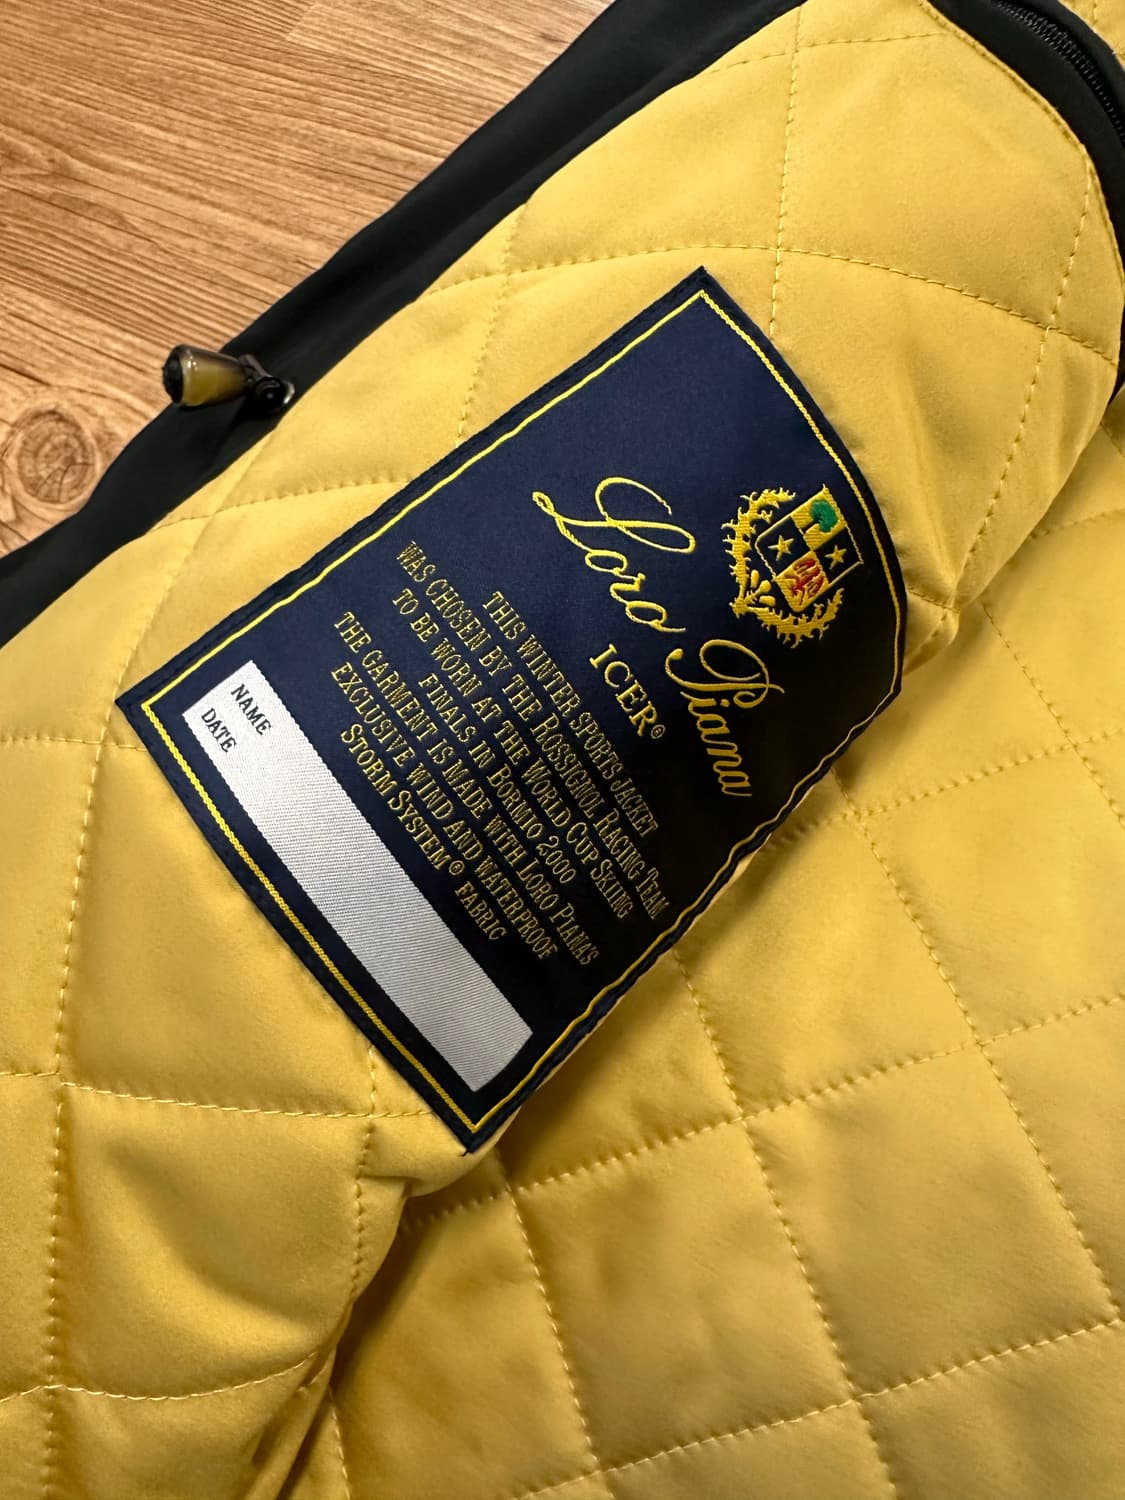 Loro Piana
ICER®
THIS WINTER SPORTS JACKET
WAS CHOSEN BY THE ROSSIGNOL RACING TEAM
TO BE WORN AT THE WORLD CUP SKIING
FINALS IN BORMIO 2000
THE GARMENT IS MADE WITH LORO PIANA'S
EXCLUSIVE WIND AND WATERPROOF
STORM SYSTEM® FABRIC
NAME
DATE